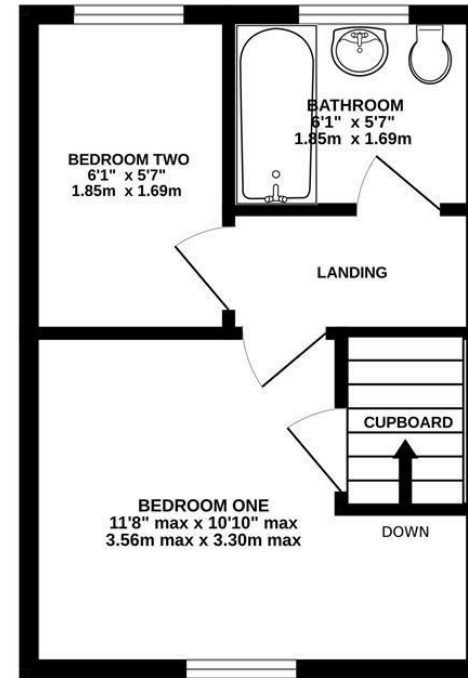 BATHROOM
6'1" x 5'7"
1.85m x 1.69m
BEDROOM TWO
6'1" x 5'7"
1.85m x 1.69m
LANDING
CUPBOARD
BEDROOM ONE
11'8" max x 10'10" max
3.56m max x 3.30m max
DOWN